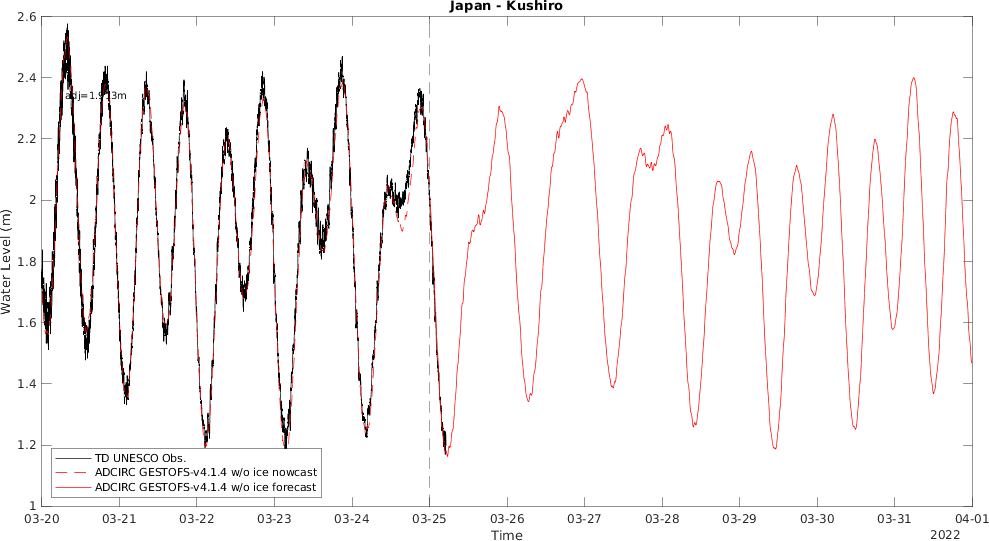 Japan - Kushiro
2.6
2.4
2.2
2
1.8
1.6
1.4
1.2
1
Water Level (m)
TD UNESCO Obs.
ADCIRC GESTOFS-v4.1.4 w/o ice nowcast
ADCIRC GESTOFS-v4.1.4 w/o ice forecast
03-20 03-21 03-22 03-23 03-24 03-25 03-26 03-27 03-28 03-29 03-30 03-31 04-01
Time
2022